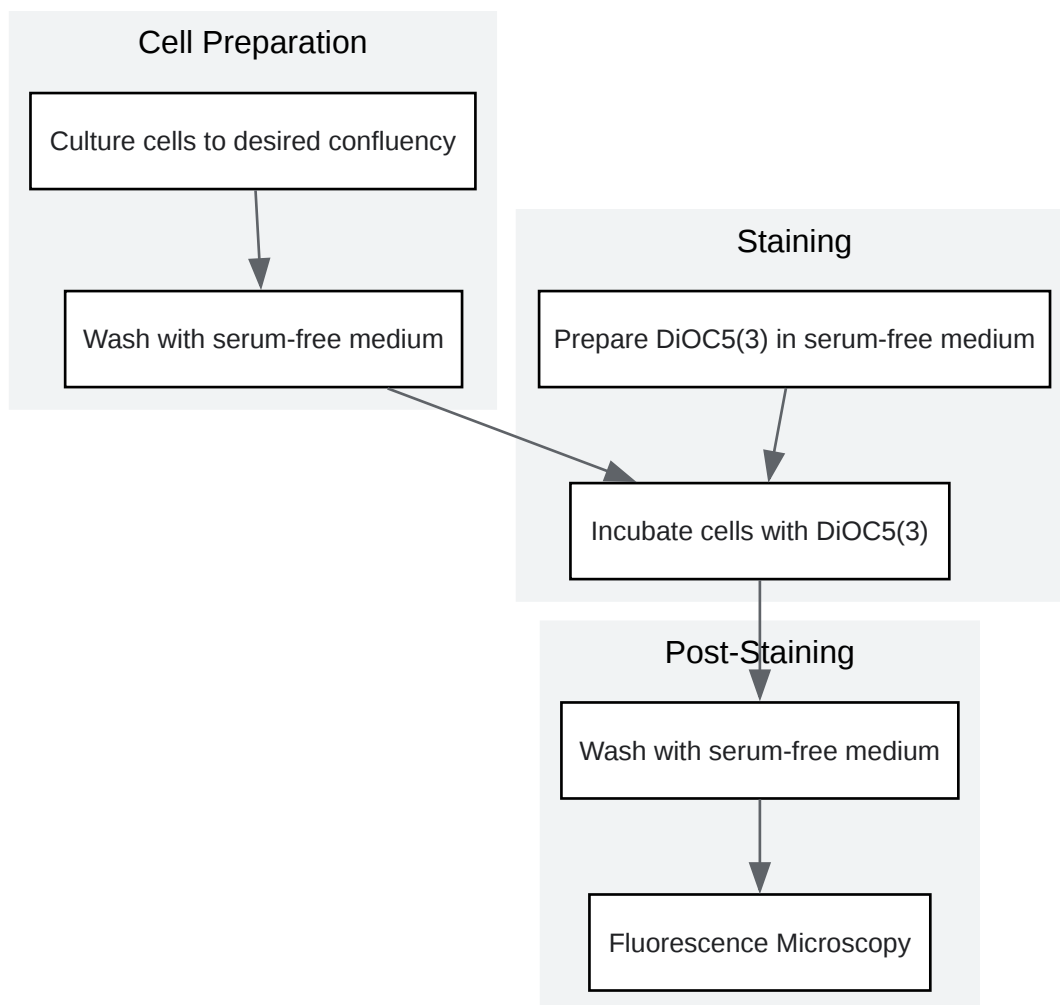 Cell Preparation
Culture cells to desired confluency
Wash with serum-free medium
Staining
Prepare DiOC5(3) in serum-free medium
Incubate cells with DiOC5(3)
Post-Staining
Wash with serum-free medium
Fluorescence Microscopy